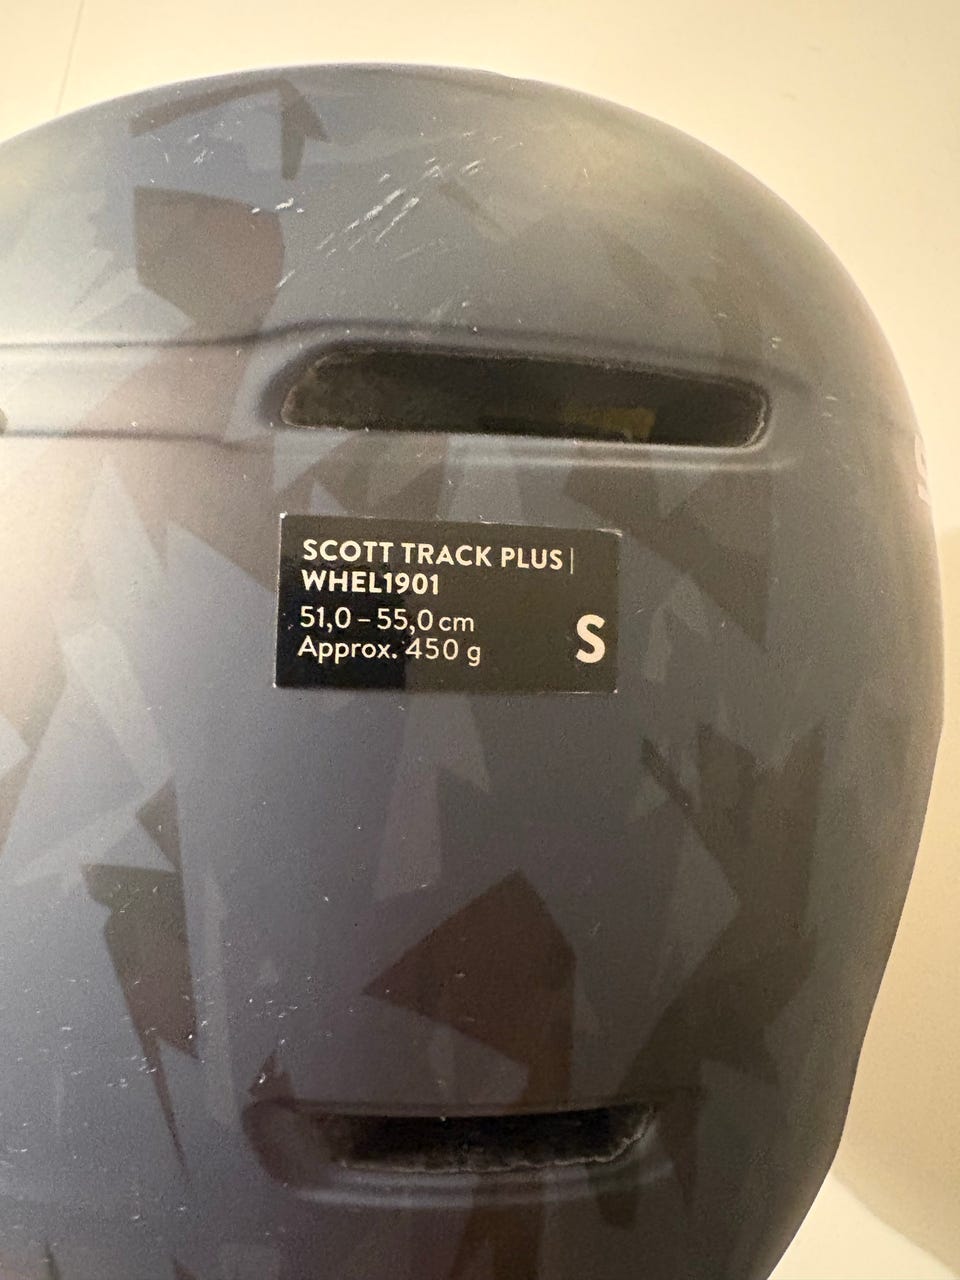 SCOTT TRACK PLUS |
WHEL1901
51,0 – 55,0 cm
Approx. 450 g
S